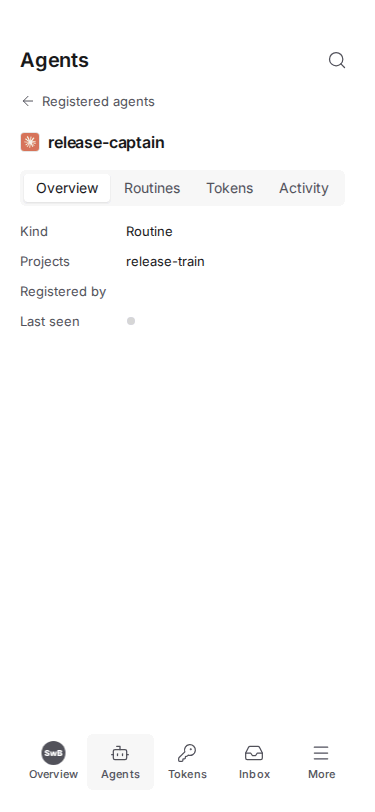 Agents
Registered agents
release-captain
Overview Routines Tokens Activity
Kind Routine
Projects release-train
Registered by
Last seen
SwB
Overview Agents Tokens Inbox More